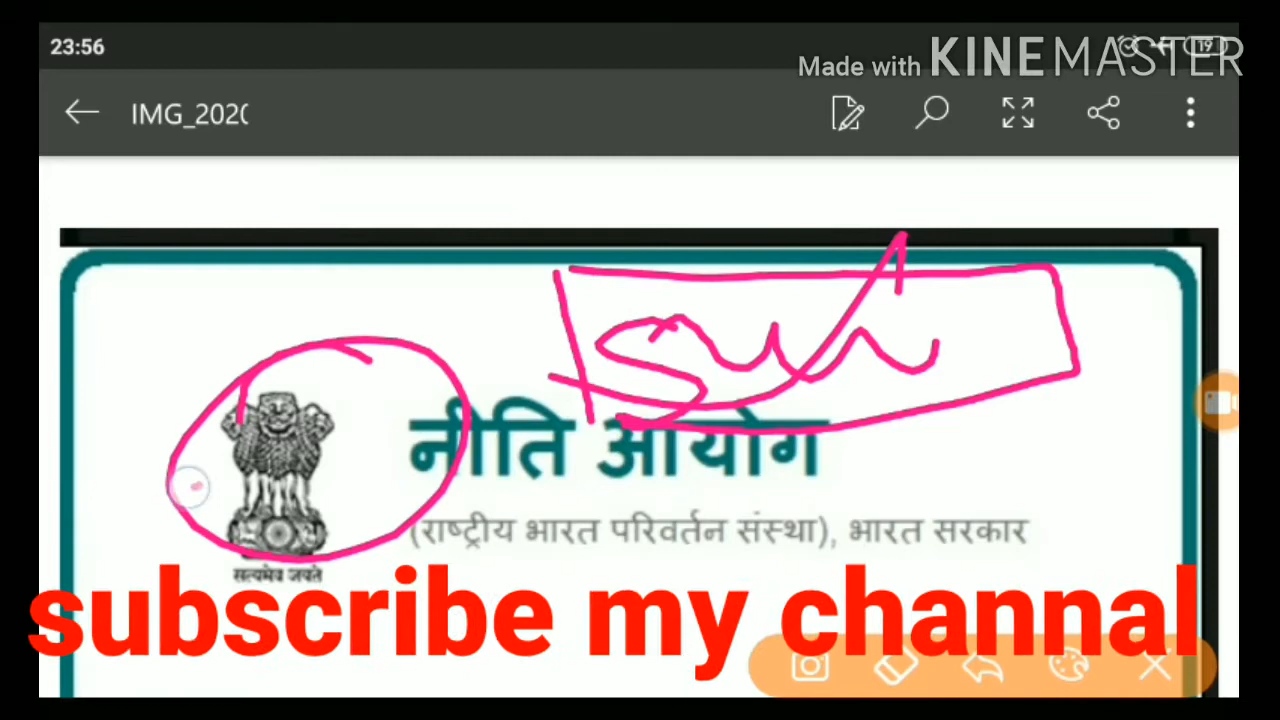 23:56
19
Made with KINEMASTER
IMG_202
नीति आयोग
(राष्ट्रीय भारत परिवर्तन संस्था), भारत सरकार
सत्यमेव जयते
subscribe my channal